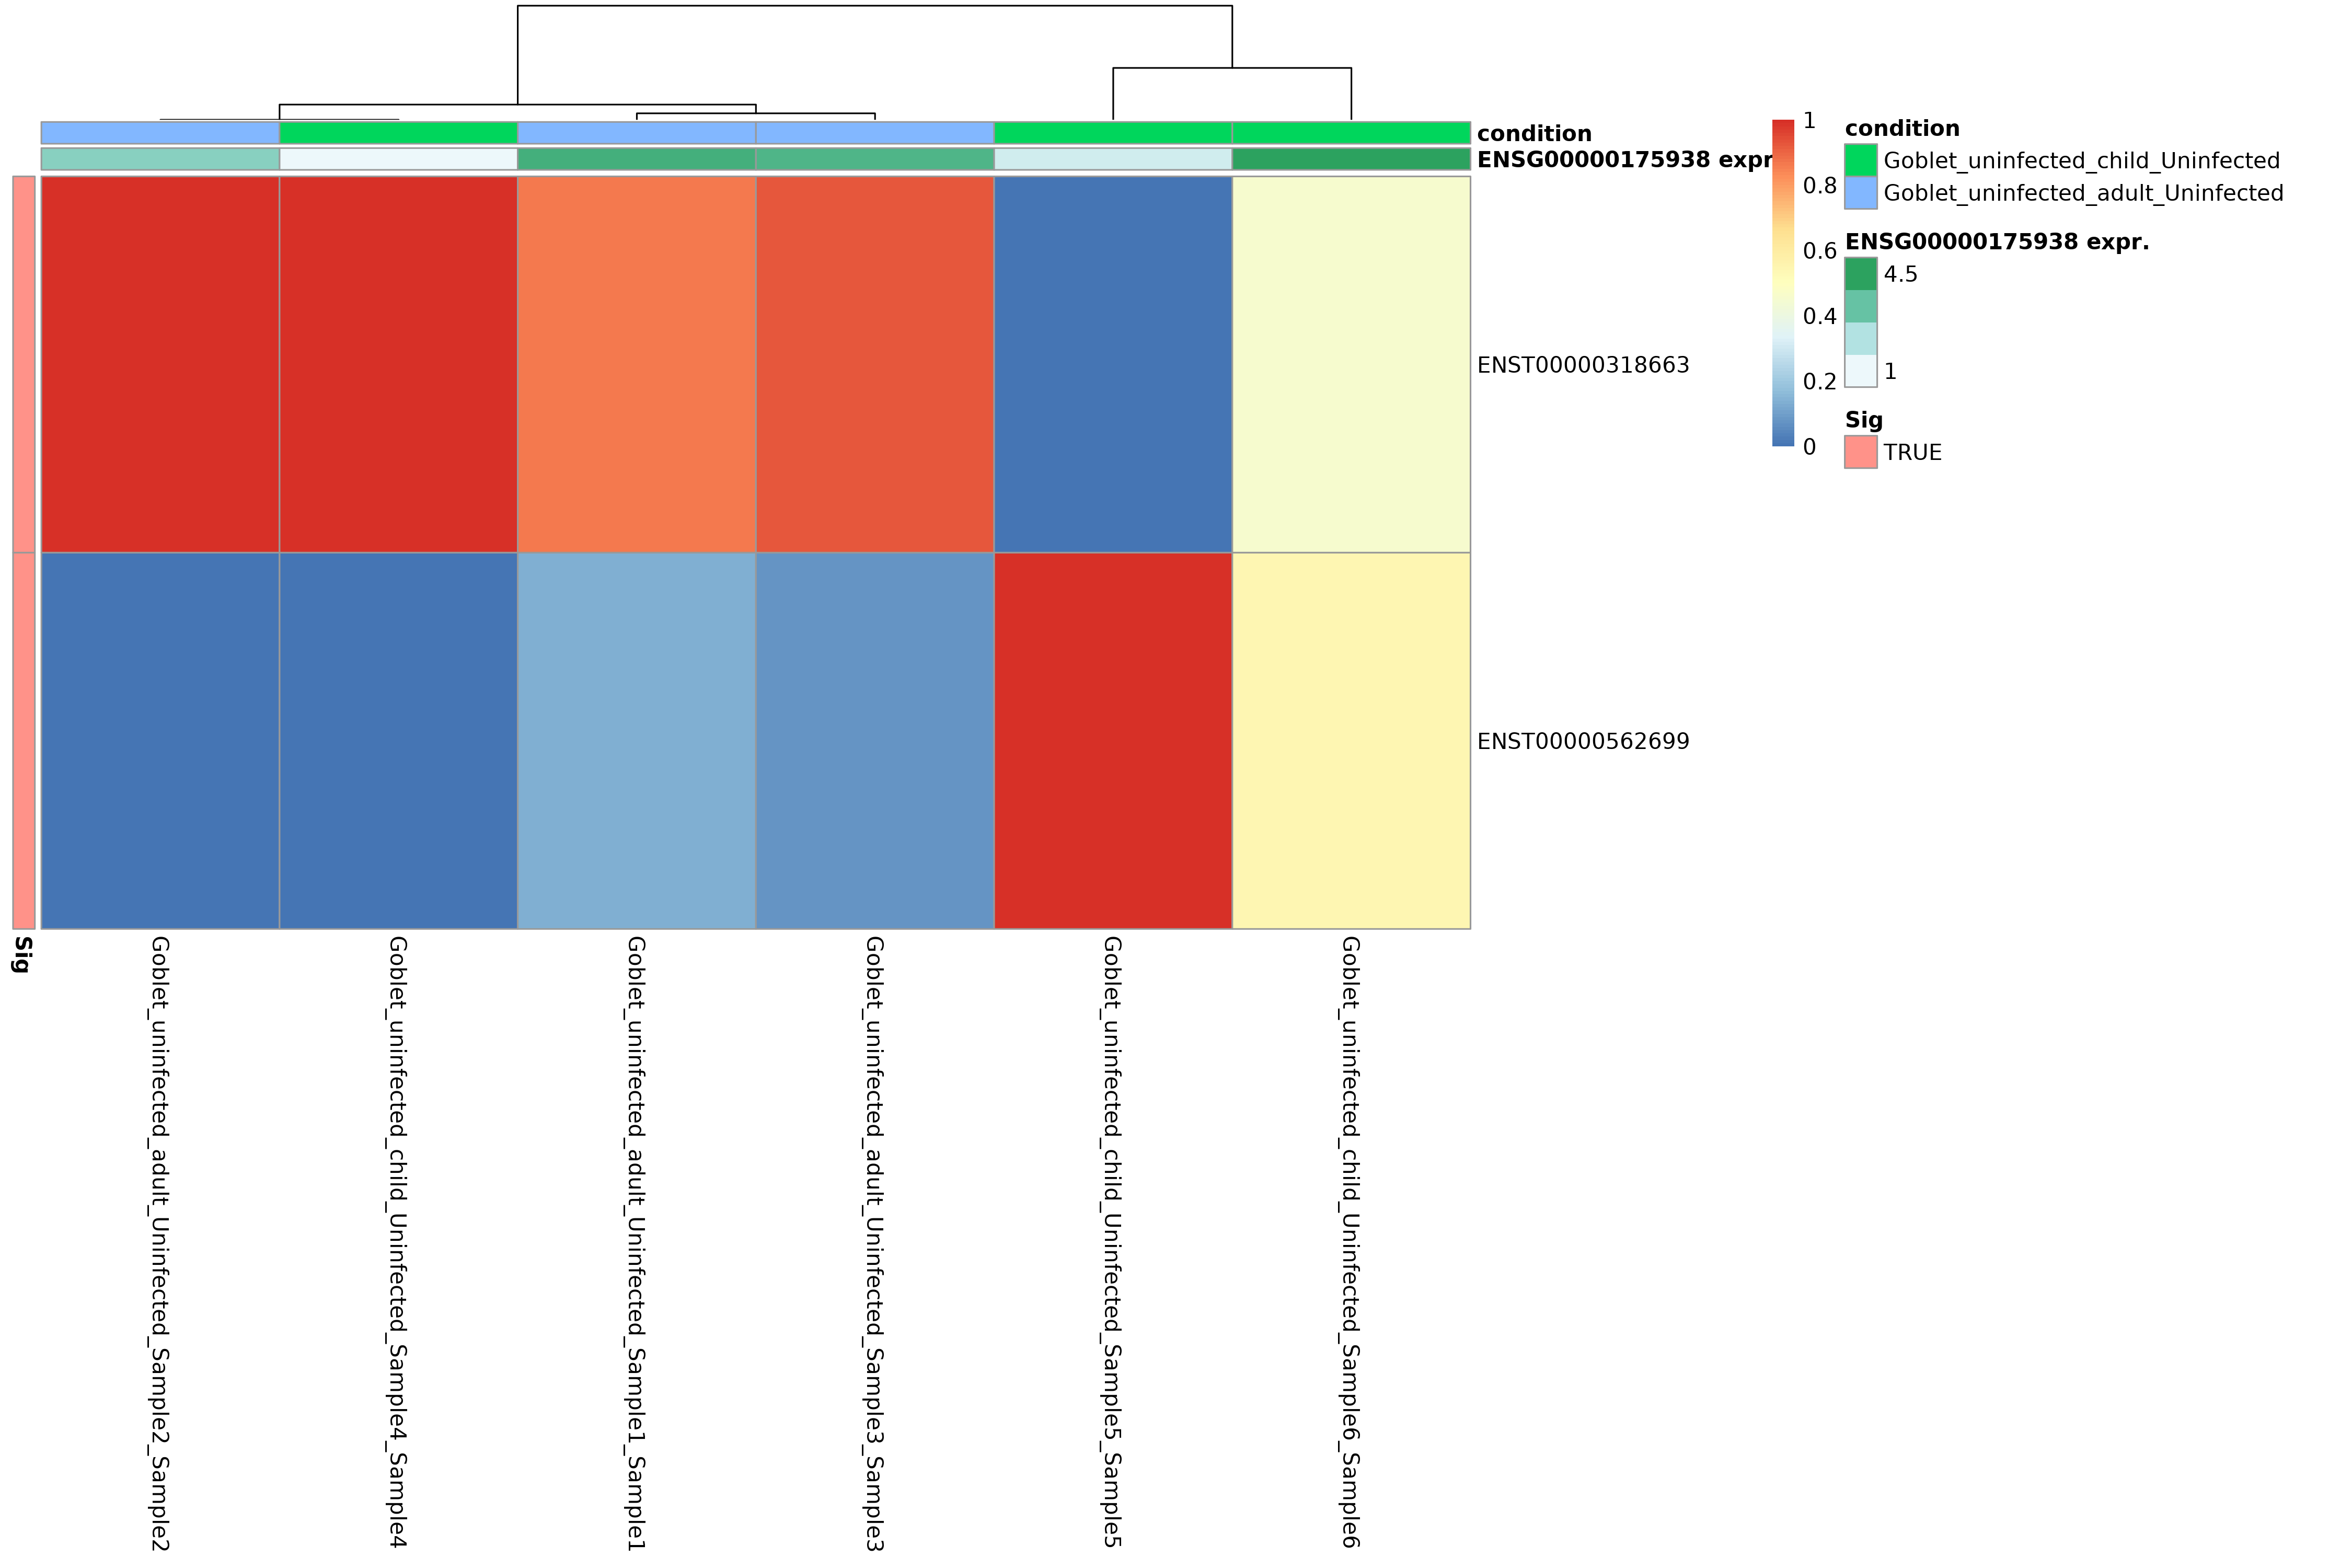 condition
ENSG00000175938 expr
ENST00000318663
ENST00000562699
1
0.8
0.6
0.4
0.2
0
condition
Goblet_uninfected_child_Uninfected
Goblet_uninfected_adult_Uninfected
ENSG00000175938 expr.
4.5
1
Sig
TRUE
Sig
Goblet_uninfected_adult_Uninfected_Sample2_Sample2
Goblet_uninfected_child_Uninfected_Sample4_Sample4
Goblet_uninfected_adult_Uninfected_Sample1_Sample1
Goblet_uninfected_adult_Uninfected_Sample3_Sample3
Goblet_uninfected_child_Uninfected_Sample5_Sample5
Goblet_uninfected_child_Uninfected_Sample6_Sample6